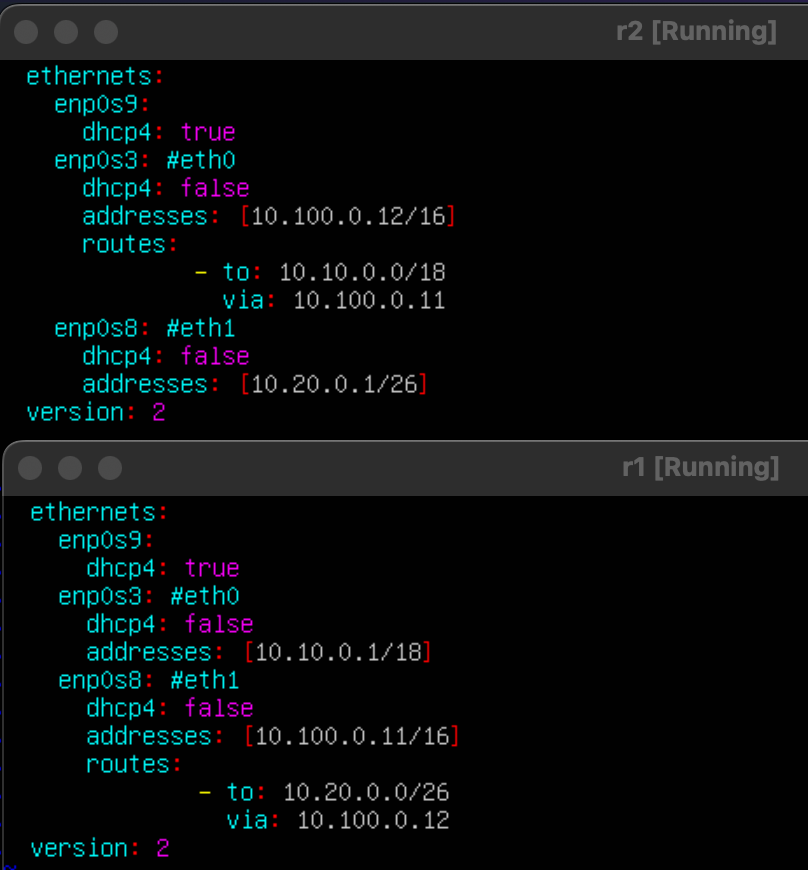 r2 [Running]
ethernets:
  enp0s9:
    dhcp4: true
  enp0s3: #eth0
    dhcp4: false
    addresses: [10.100.0.12/16]
    routes:
            - to: 10.10.0.0/18
              via: 10.100.0.11
  enp0s8: #eth1
    dhcp4: false
    addresses: [10.20.0.1/26]
version: 2
r1 [Running]
ethernets:
  enp0s9:
    dhcp4: true
  enp0s3: #eth0
    dhcp4: false
    addresses: [10.10.0.1/18]
  enp0s8: #eth1
    dhcp4: false
    addresses: [10.100.0.11/16]
    routes:
            - to: 10.20.0.0/26
              via: 10.100.0.12
version: 2